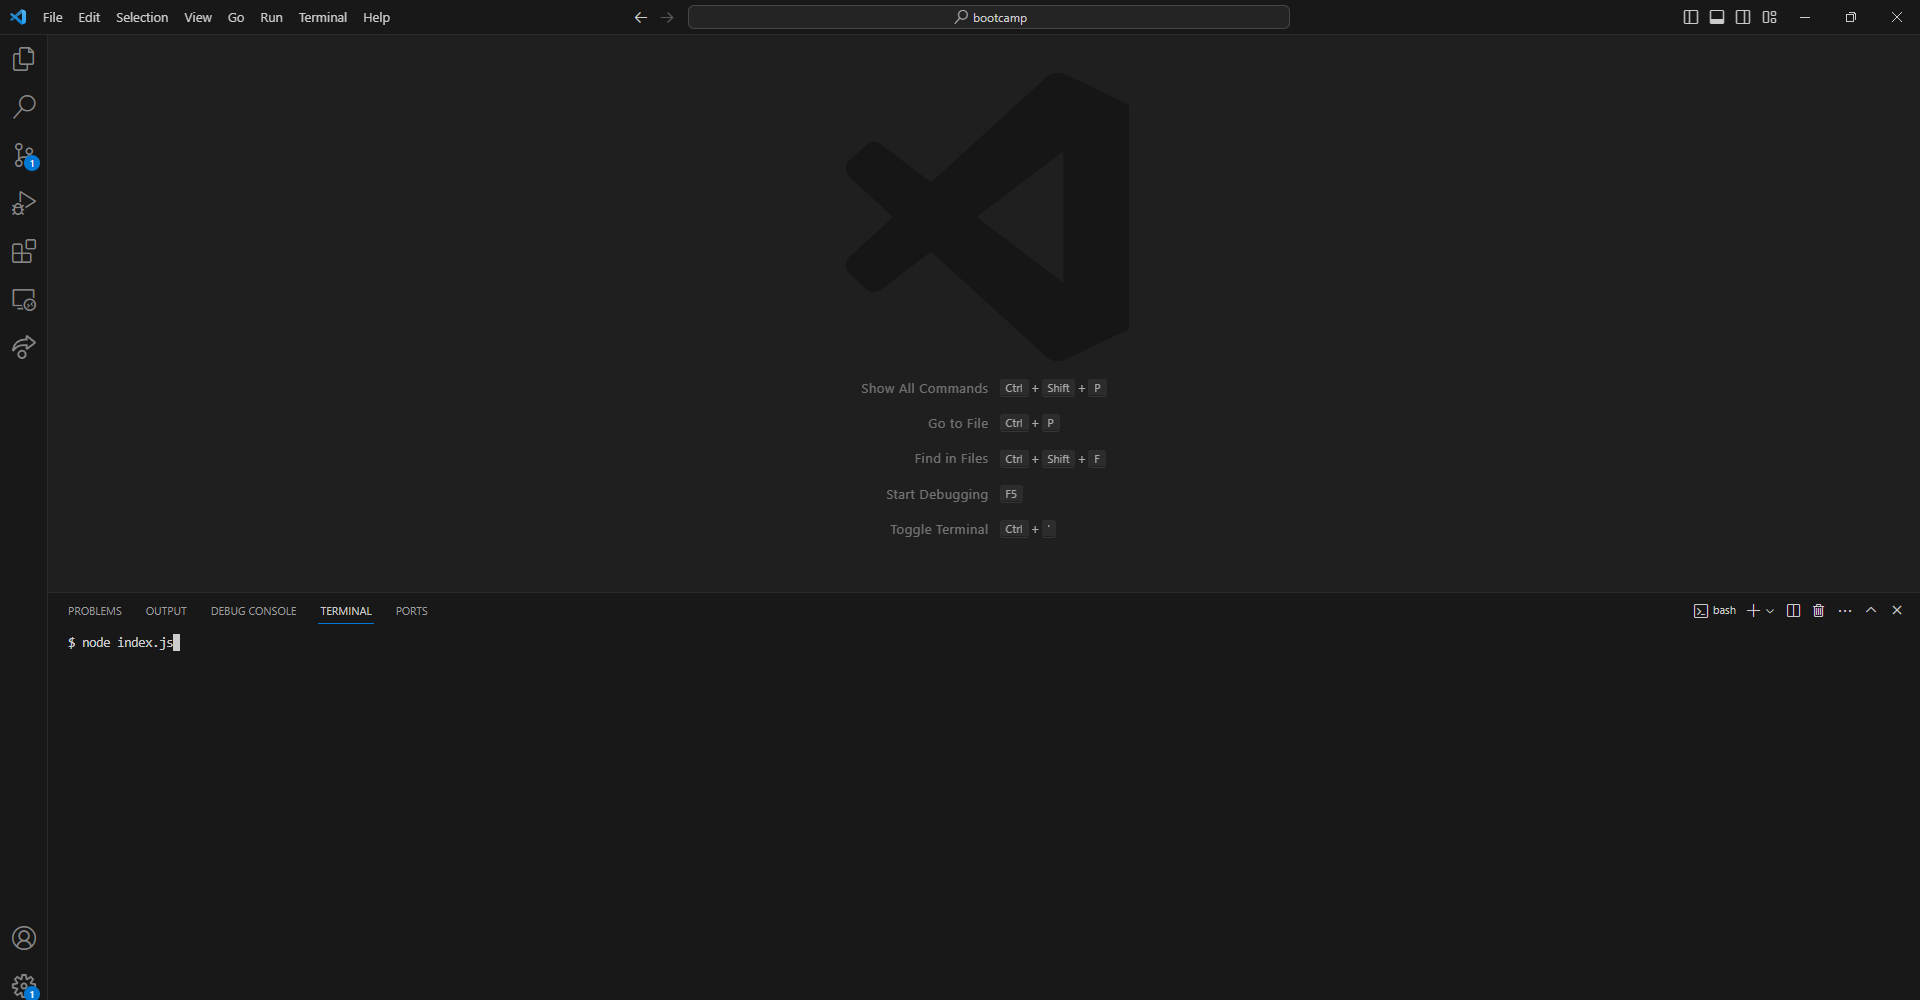 File Edit Selection View Go Run Terminal Help
bootcamp
1
Show All Commands Ctrl + Shift + P
Go to File Ctrl + P
Find in Files Ctrl + Shift + F
Start Debugging F5
Toggle Terminal Ctrl + `
PROBLEMS OUTPUT DEBUG CONSOLE TERMINAL PORTS
bash
$ node index.js
1